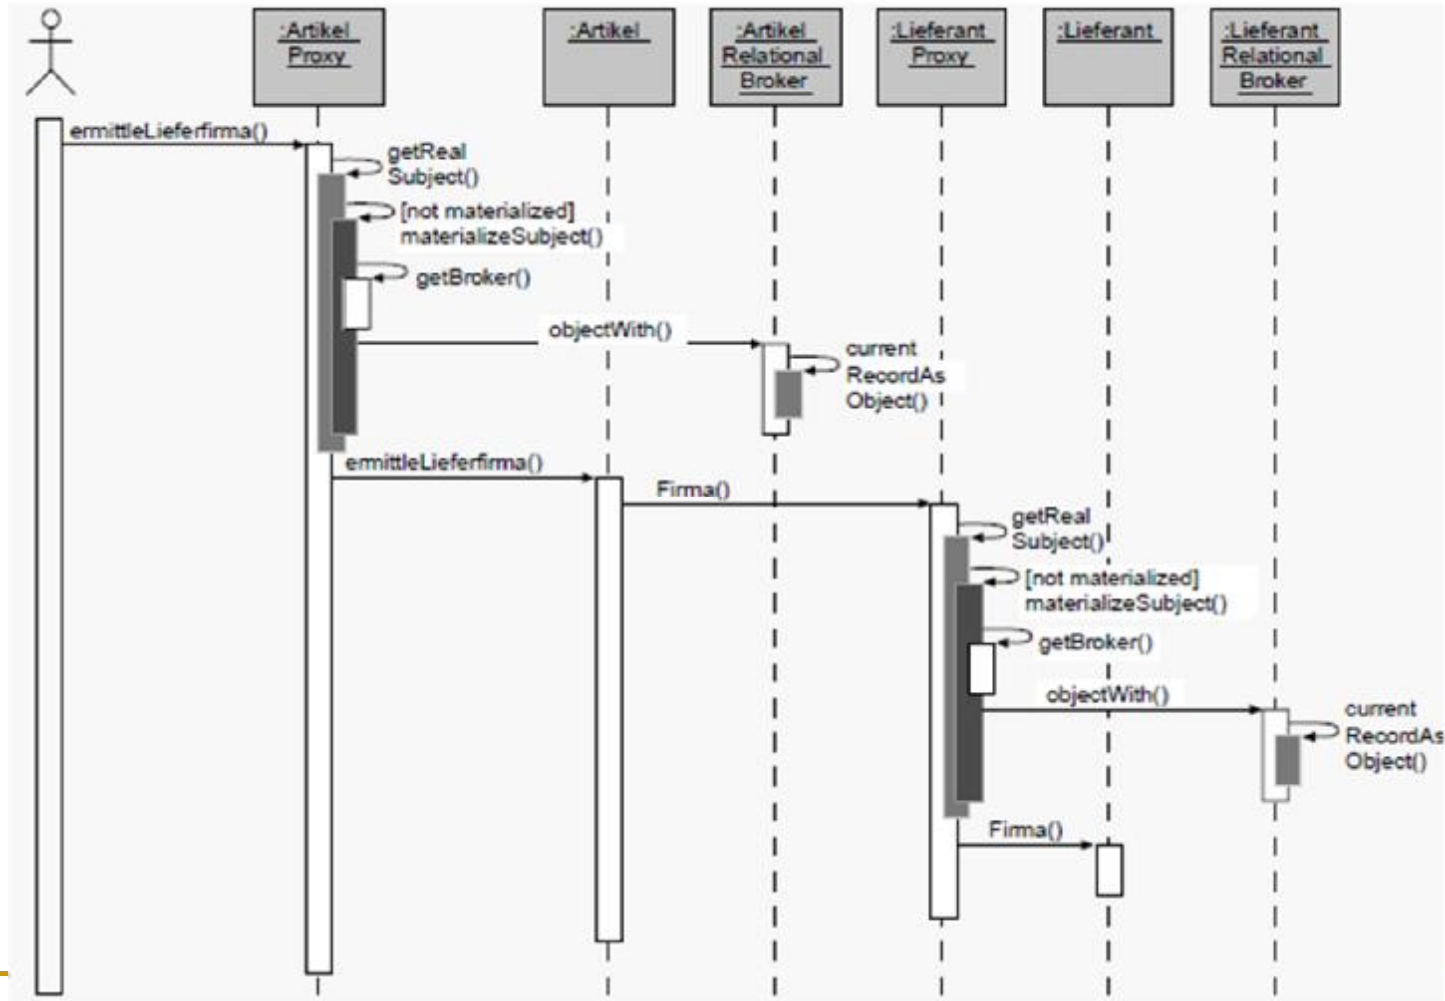 :Artikel
Proxy
:Artikel
:Artikel
Relational
Broker
:Lieferant
Proxy
:Lieferant
:Lieferant
Relational
Broker
ermittleLieferfirma()
getReal
Subject()
[not materialized]
materializeSubject()
getBroker()
objectWith()
current
RecordAs
Object()
ermittleLieferfirma()
Firma()
getReal
Subject()
[not materialized]
materializeSubject()
getBroker()
objectWith()
current
RecordAs
Object()
Firma()